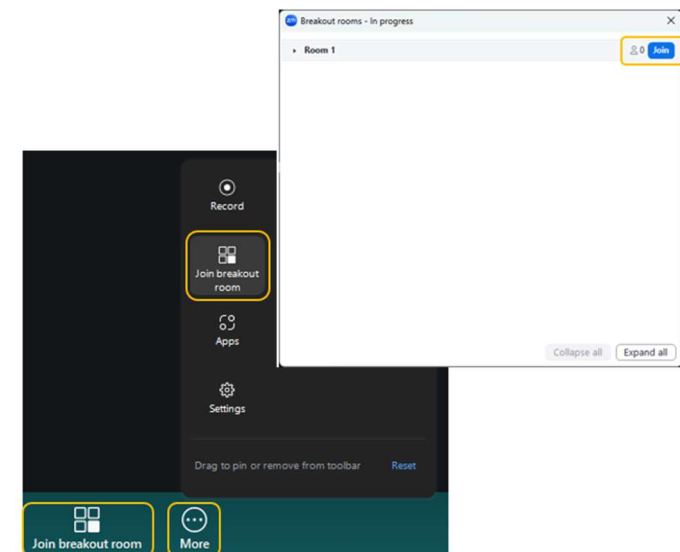 Breakout rooms - In progress
Room 1
0 Join
Collapse all Expand all
Record
Join breakout
room
Apps
Settings
Drag to pin or remove from toolbar Reset
Join breakout room More